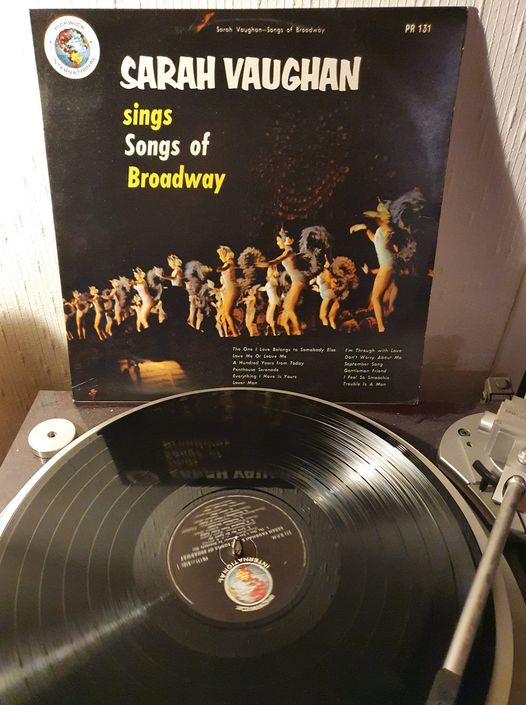 PICKWICK INTERNATIONAL
Sarah Vaughan—Songs of Broadway
PR 131
SARAH VAUGHAN
sings
Songs of
Broadway
The One I Love Belongs to Somebody Else
Love Me Or Leave Me
A Hundred Years from Today
Penthouse Serenade
Everything I Have Is Yours
Lover Man
I'm Through with Love
Don't Worry About Me
September Song
Gentleman Friend
I Feel So Smoochie
Trouble Is A Man
INTERNATIONAL